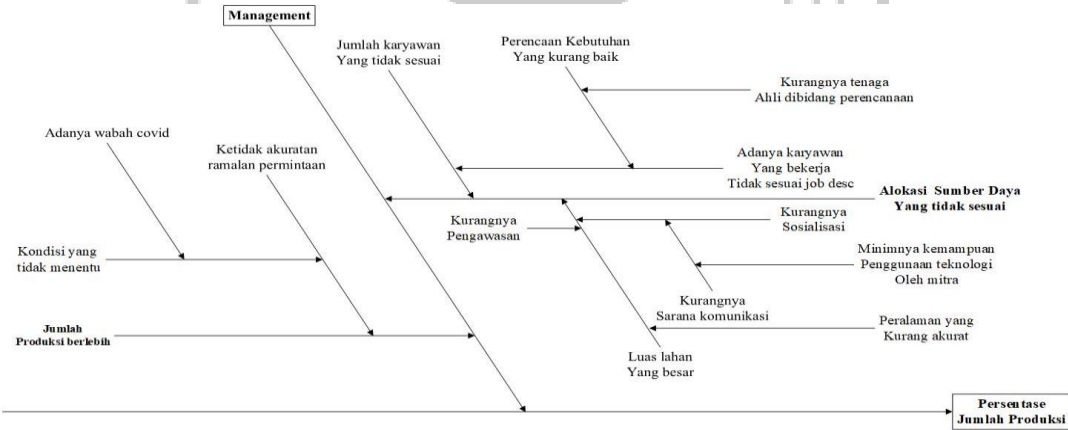 Management
Jumlah karyawan
Yang tidak sesuai
Perencaan Kebutuhan
Yang kurang baik
Kurangnya tenaga
Ahli dibidang perencanaan
Adanya wabah covid
Ketidak akuratan
ramalan permintaan
Adanya karyawan
Yang bekerja
Tidak sesuai job desc
Alokasi Sumber Daya
Yang tidak sesuai
Kurangnya
Pengawasan
Kurangnya
Sosialisasi
Kondisi yang
tidak menentu
Minimnya kemampuan
Penggunaan teknologi
Oleh mitra
Kurangnya
Sarana komunikasi
Jumlah
Produksi berlebih
Peralaman yang
Kurang akurat
Luas lahan
Yang besar
Persentase
Jumlah Produksi